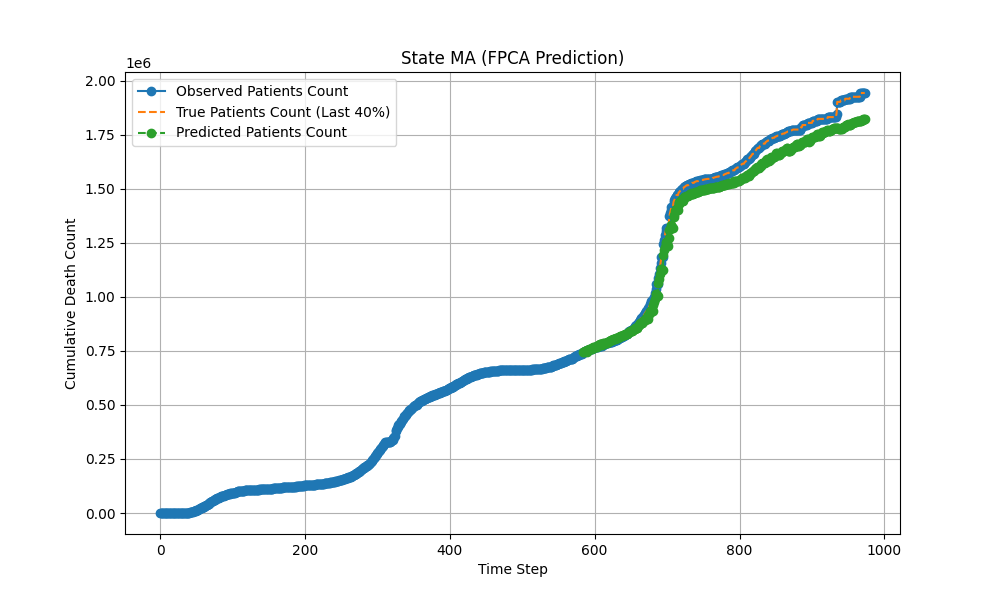 State MA (FPCA Prediction)
1e6
Observed Patients Count
True Patients Count (Last 40%)
Predicted Patients Count
2.00
1.75
1.50
1.25
1.00
0.75
0.50
0.25
0.00
Cumulative Death Count
0 200 400 600 800 1000
Time Step